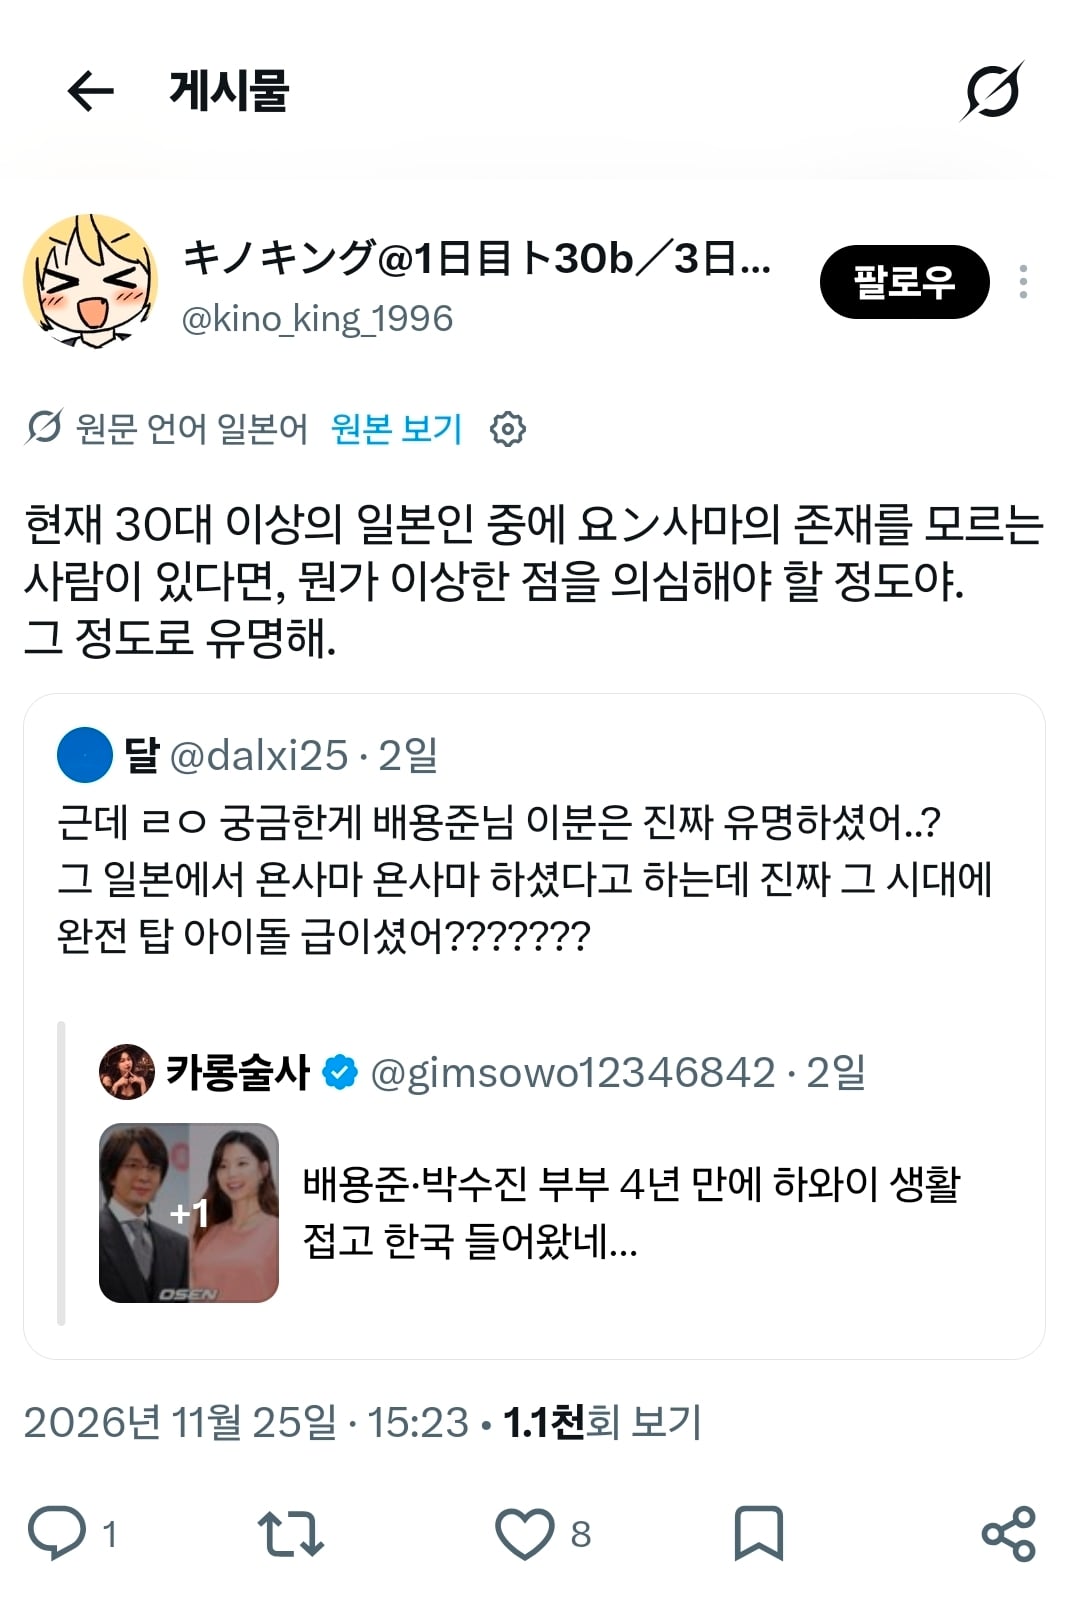 게시물
キノキング@1日目ト30b／3日...
@kino_king_1996
팔로우
원문 언어 일본어 원본 보기
현재 30대 이상의 일본인 중에 요ン사마의 존재를 모르는
사람이 있다면, 뭔가 이상한 점을 의심해야 할 정도야.
그 정도로 유명해.
달 @dalxi25 · 2일
근데 ㄹㅇ 궁금한게 배용준님 이분은 진짜 유명하셨어..?
그 일본에서 욘사마 욘사마 하셨다고 하는데 진짜 그 시대에
완전 탑 아이돌 급이셨어???????
카롱술사 @gimsowo12346842 · 2일
+1
OSEN
배용준·박수진 부부 4년 만에 하와이 생활
접고 한국 들어왔네...
2026년 11월 25일 · 15:23 • 1.1천회 보기
1 8